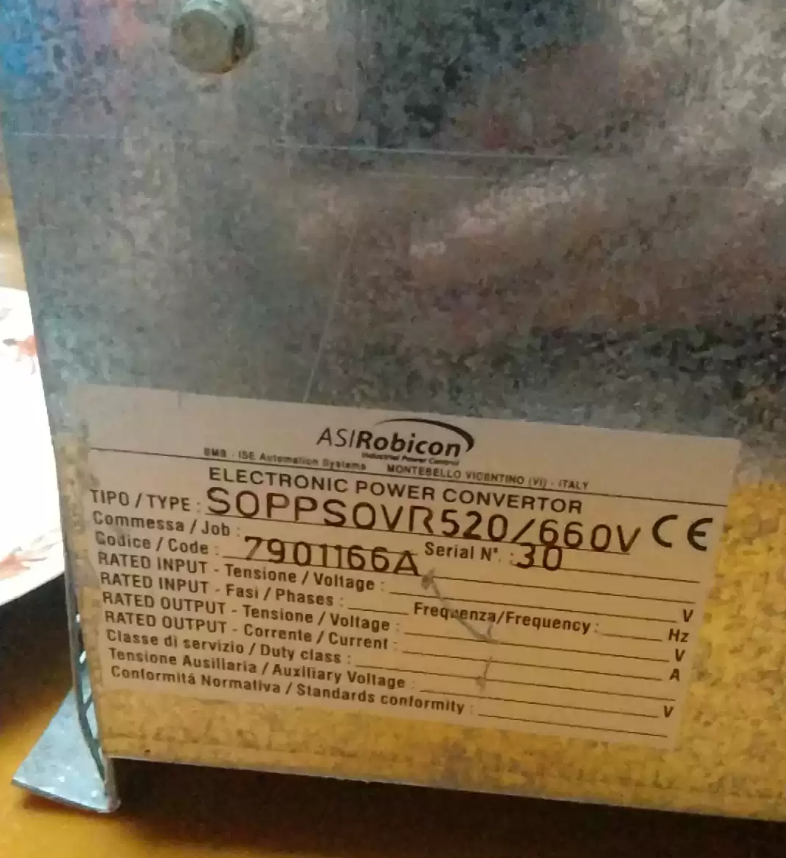 ASIRobicon
Industrial Power Control
SMB - ISE Automation Systems MONTEBELLO VICENTINO (VI) - ITALY
ELECTRONIC POWER CONVERTOR
TIPO / TYPE : SOPPSOVR520/660V CE
Commessa / Job : Serial N°. : 30
Codice / Code : 7901166A
RATED INPUT - Tensione / Voltage : V
RATED INPUT - Fasi / Phases : Frequenza/Frequency : Hz
RATED OUTPUT - Tensione / Voltage : V
RATED OUTPUT - Corrente / Current : A
Classe di servizio / Duty class :
Tensione Ausiliaria / Auxiliary Voltage : V
Conformitá Normativa / Standards conformity :